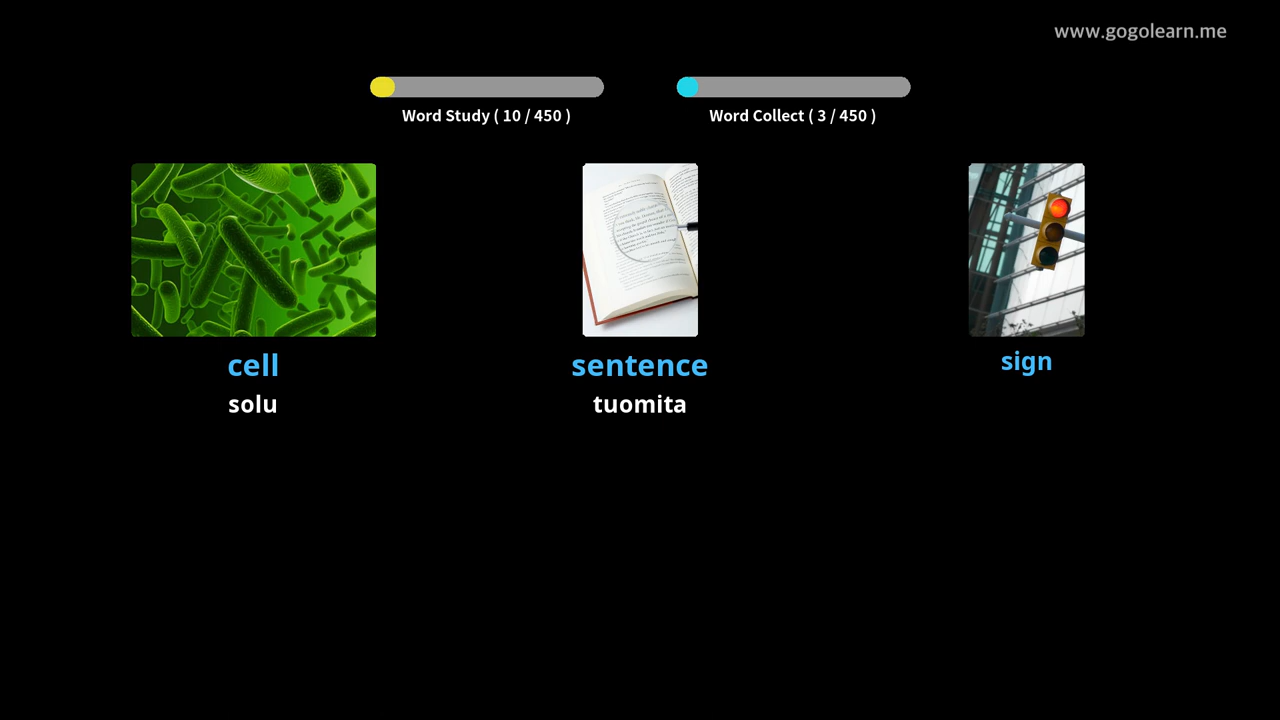 www.gogolearn.me
Word Study ( 10 / 450 )
Word Collect ( 3 / 450 )
cell
solu
sentence
tuomita
sign